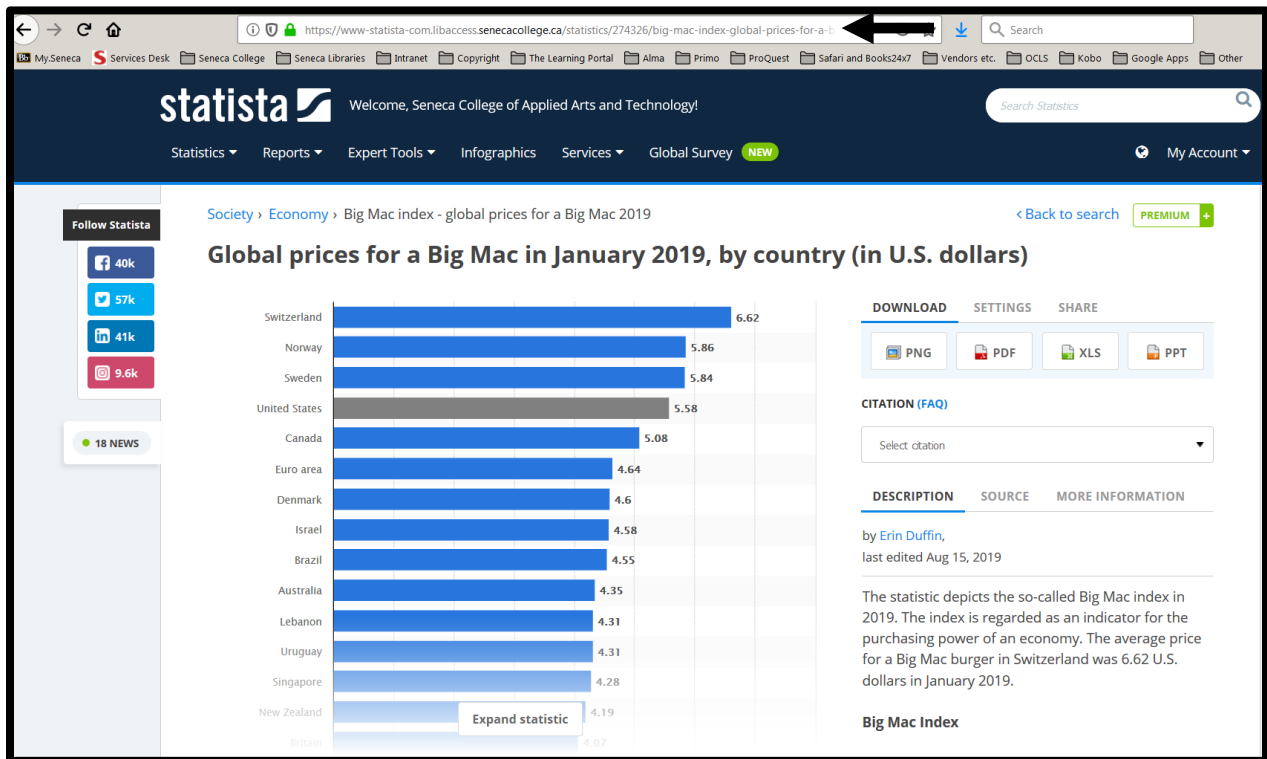 https://www-statista-com.libaccess.senecacollege.ca/statistics/274326/big-mac-index-global-prices-for-a-b
Search
Bb My.Seneca S Services Desk Seneca College Seneca Libraries Intranet Copyright The Learning Portal Alma Primo ProQuest Safari and Books24x7 Vendors etc. OCLS Kobo Google Apps Other
statista Welcome, Seneca College of Applied Arts and Technology! Search Statistics
Statistics Reports Expert Tools Infographics Services Global Survey NEW My Account
Follow Statista
40k
57k
in 41k
9.6k
18 NEWS
Society › Economy › Big Mac index - global prices for a Big Mac 2019
‹ Back to search PREMIUM +
Global prices for a Big Mac in January 2019, by country (in U.S. dollars)
Switzerland 6.62
Norway 5.86
Sweden 5.84
United States 5.58
Canada 5.08
Euro area 4.64
Denmark 4.6
Israel 4.58
Brazil 4.55
Australia 4.35
Lebanon 4.31
Uruguay 4.31
Singapore 4.28
New Zealand 4.19
Expand statistic
Britain 4.07
DOWNLOAD SETTINGS SHARE
PNG PDF XLS PPT
CITATION (FAQ)
Select citation
DESCRIPTION SOURCE MORE INFORMATION
by Erin Duffin,
last edited Aug 15, 2019
The statistic depicts the so-called Big Mac index in
2019. The index is regarded as an indicator for the
purchasing power of an economy. The average price
for a Big Mac burger in Switzerland was 6.62 U.S.
dollars in January 2019.
Big Mac Index